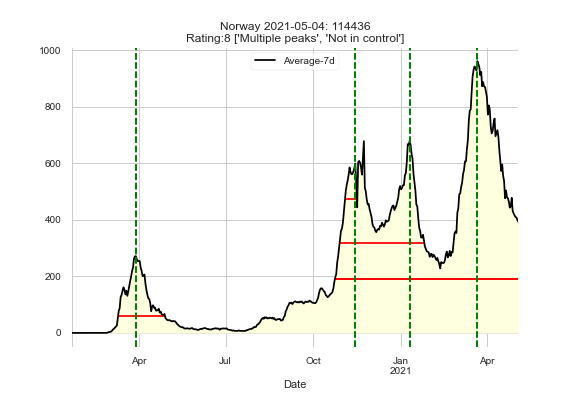 Norway 2021-05-04: 114436
Rating:8 ['Multiple peaks', 'Not in control']
Average-7d
1000
800
600
400
200
0
Apr
Jul
Oct
Jan
2021
Apr
Date